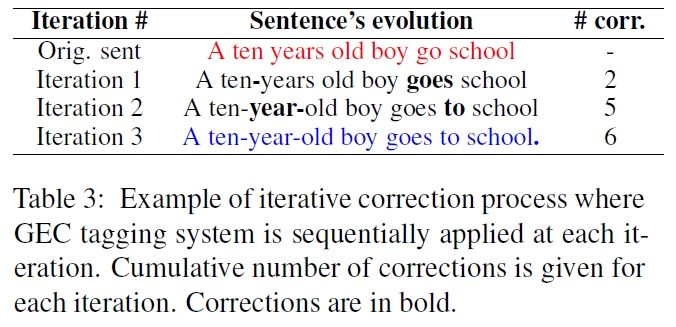 Iteration # Sentence's evolution # corr.
Orig. sent A ten years old boy go school -
Iteration 1 A ten-years old boy goes school 2
Iteration 2 A ten-year-old boy goes to school 5
Iteration 3 A ten-year-old boy goes to school. 6
Table 3: Example of iterative correction process where
GEC tagging system is sequentially applied at each it-
eration. Cumulative number of corrections is given for
each iteration. Corrections are in bold.